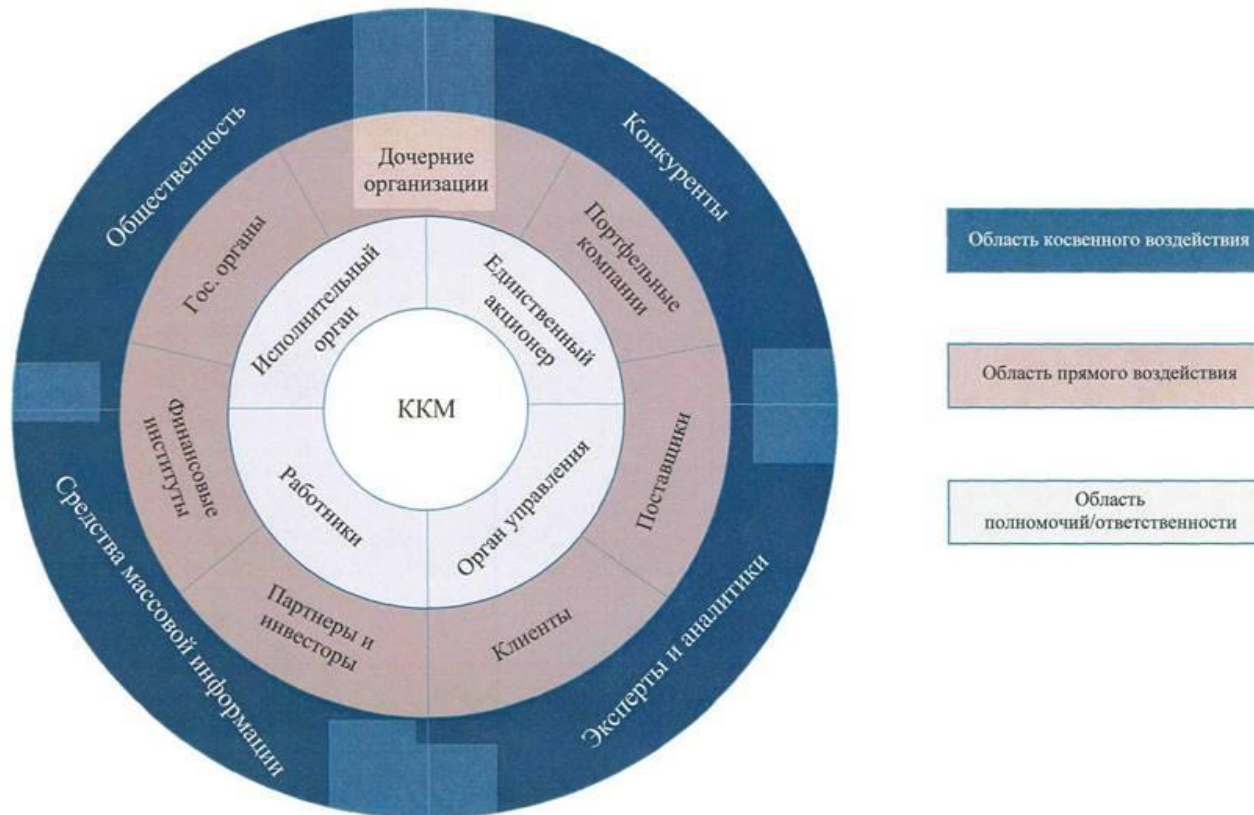 Общественность
Конкуренты
Дочерние
организации
Гос. органы
Портфельные
компании
Исполнительный
орган
Единственный
акционер
ККМ
Финансовые
институты
Поставщики
Работники
Орган управления
Партнеры и
инвесторы
Клиенты
Средства массовой информации
Эксперты и аналитики
Область косвенного воздействия
Область прямого воздействия
Область
полномочий/ответственности